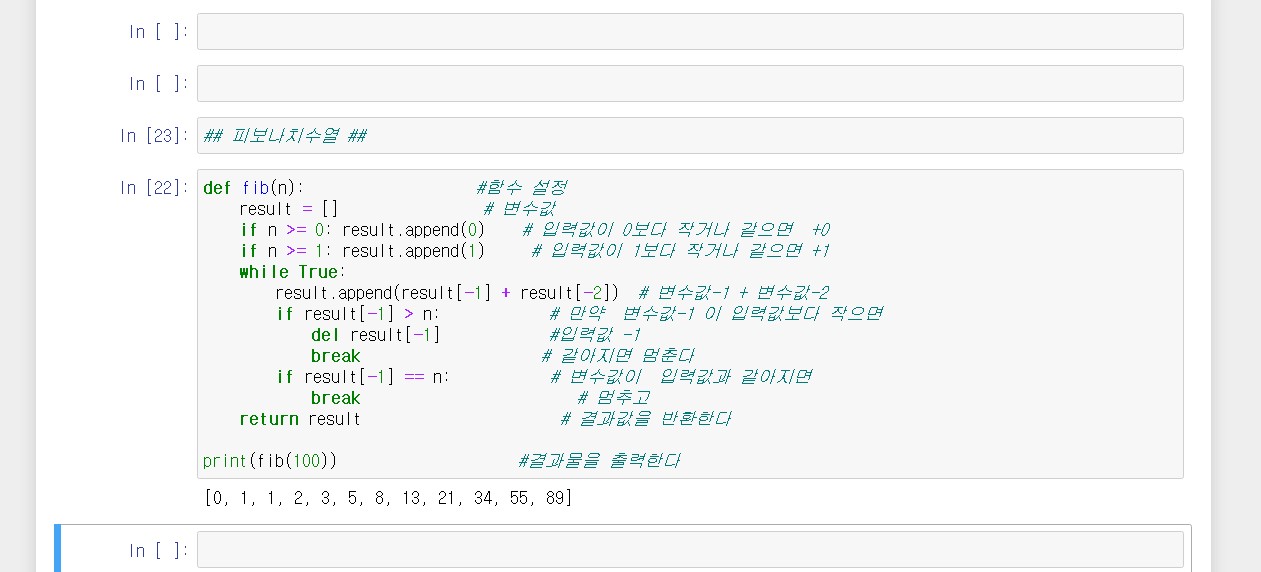 In [ ]:
In [ ]:
In [23]: ## 피보나치수열 ##
In [22]: def fib(n): #함수 설정
result = [] # 변수값
if n >= 0: result.append(0) # 입력값이 0보다 작거나 같으면 +0
if n >= 1: result.append(1) # 입력값이 1보다 작거나 같으면 +1
while True:
result.append(result[-1] + result[-2]) # 변수값-1 + 변수값-2
if result[-1] > n: # 만약 변수값-1 이 입력값보다 작으면
del result[-1] #입력값 -1
break # 같아지면 멈춘다
if result[-1] == n: # 변수값이 입력값과 같아지면
break # 멈추고
return result # 결과값을 반환한다
print(fib(100)) #결과물을 출력한다
[0, 1, 1, 2, 3, 5, 8, 13, 21, 34, 55, 89]
In [ ]: